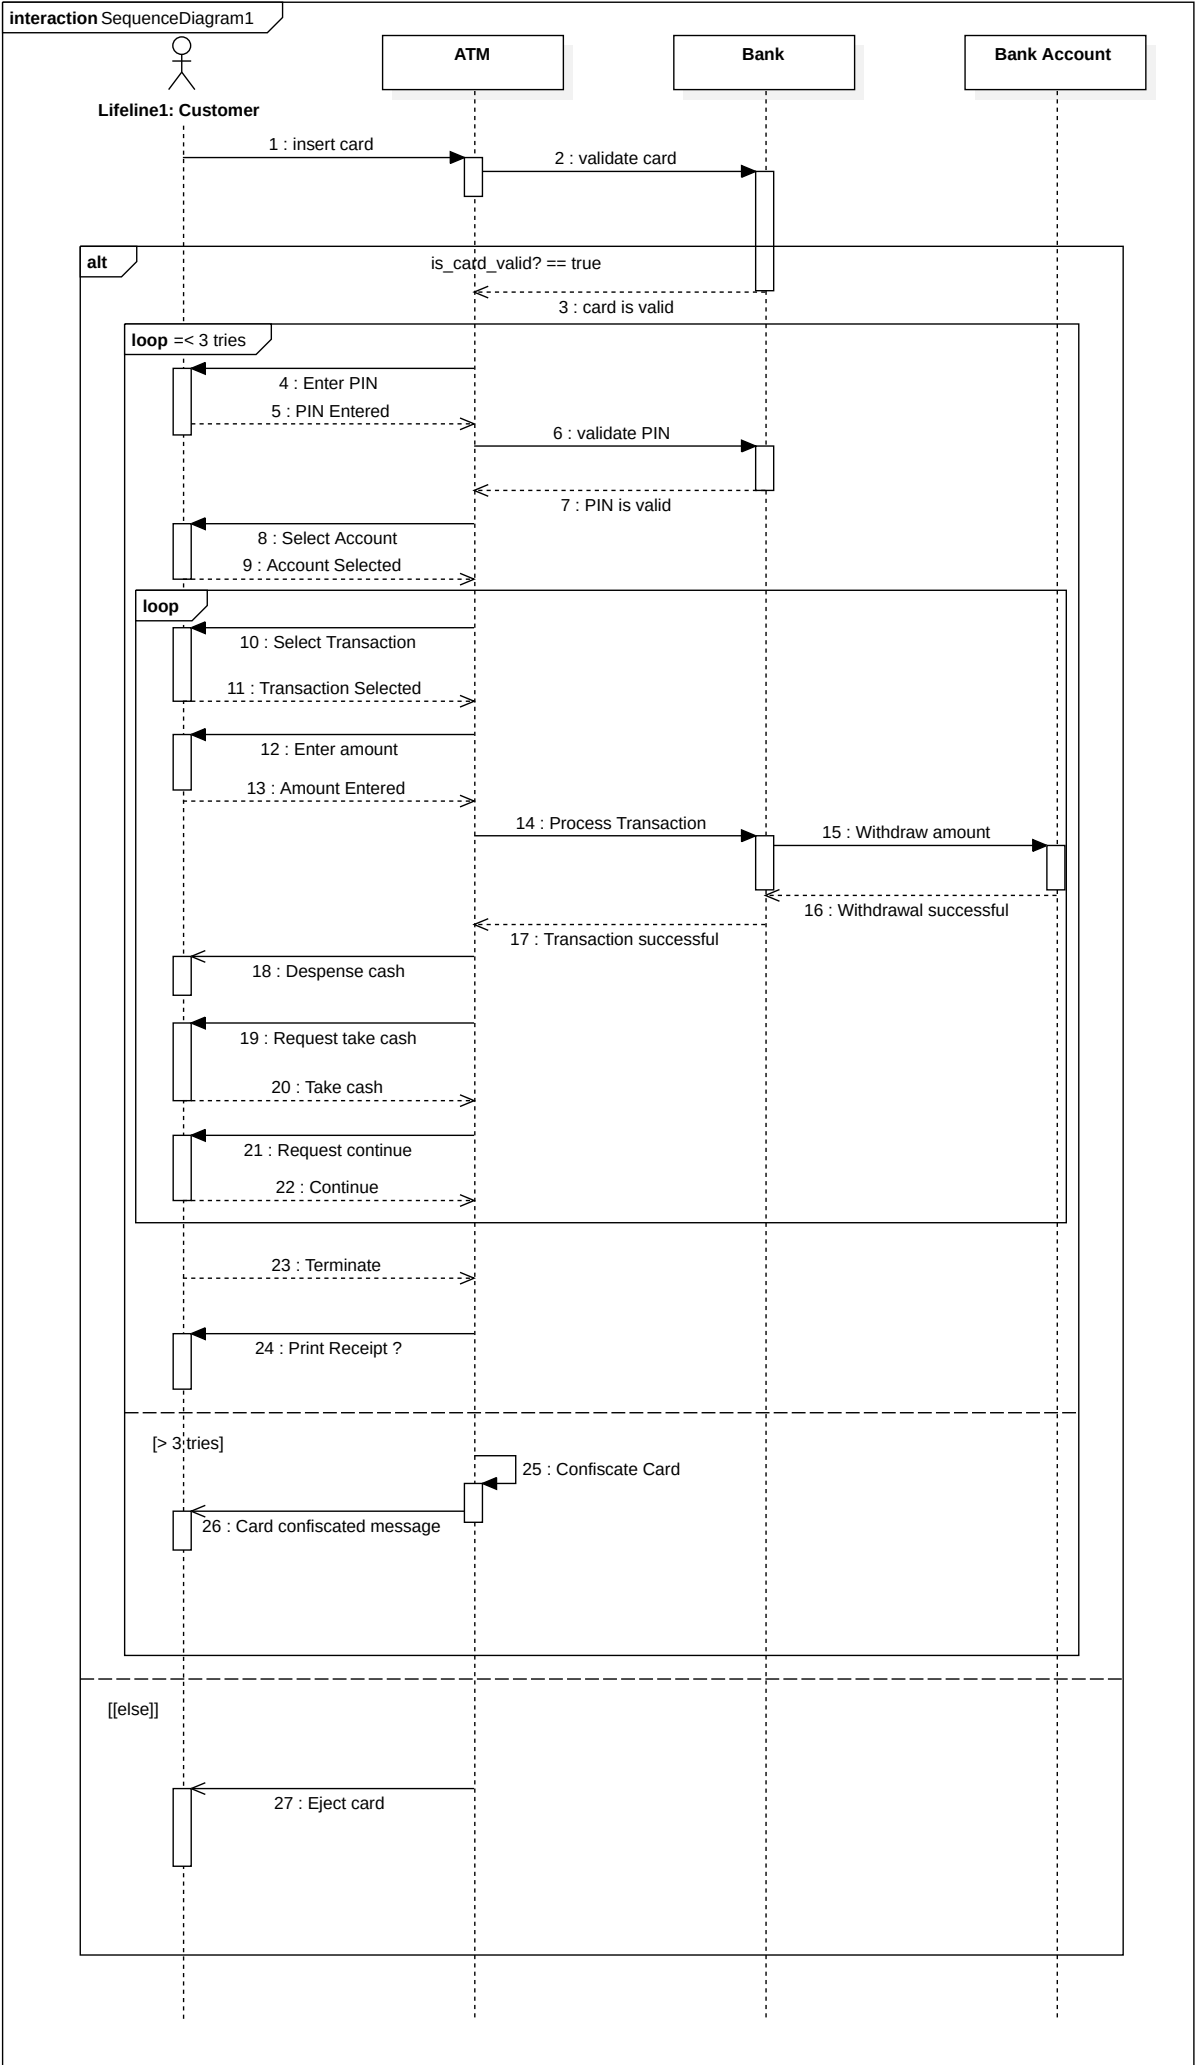 interaction SequenceDiagram1
ATM
Bank
Bank Account
Lifeline1: Customer
1 : insert card
2 : validate card
alt
is_card_valid? == true
3 : card is valid
loop =< 3 tries
4 : Enter PIN
5 : PIN Entered
6 : validate PIN
7 : PIN is valid
8 : Select Account
9 : Account Selected
loop
10 : Select Transaction
11 : Transaction Selected
12 : Enter amount
13 : Amount Entered
14 : Process Transaction
15 : Withdraw amount
16 : Withdrawal successful
17 : Transaction successful
18 : Despense cash
19 : Request take cash
20 : Take cash
21 : Request continue
22 : Continue
23 : Terminate
24 : Print Receipt ?
[> 3 tries]
25 : Confiscate Card
26 : Card confiscated message
[[else]]
27 : Eject card